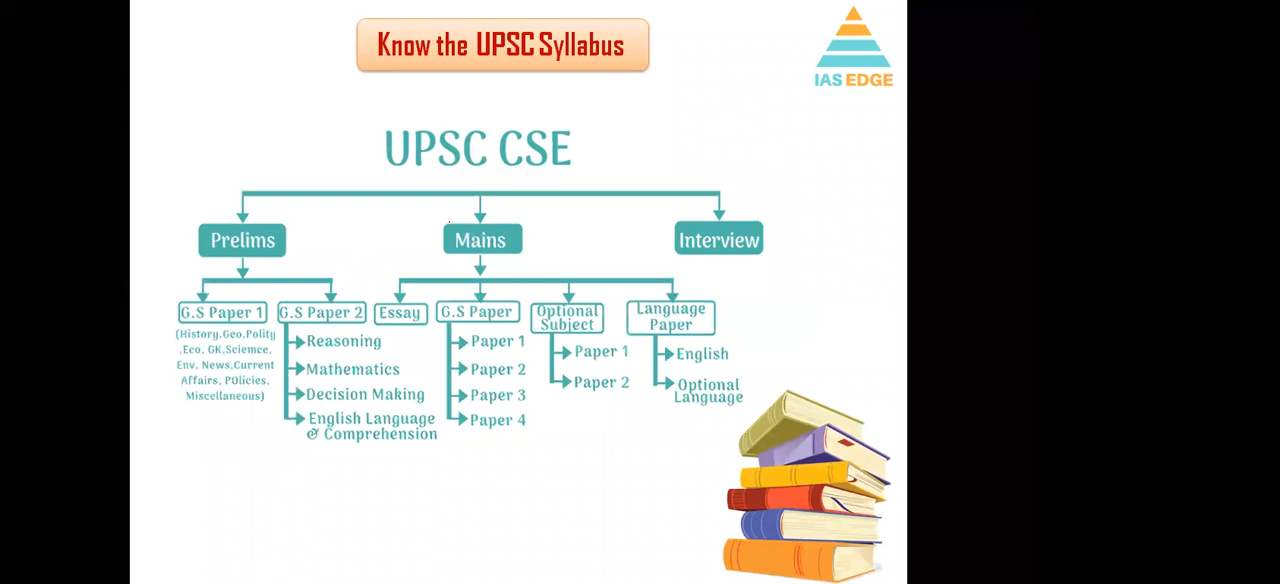 Know the UPSC Syllabus
IAS EDGE
UPSC CSE
Prelims
Mains
Interview
G.S Paper 1
(History,Geo,Polity
,Eco, GK,Sciemce,
Env, News,Current
Affairs, POlicies,
Miscellaneous)
G.S Paper 2
Reasoning
Mathematics
Decision Making
English Language
& Comprehension
Essay
G.S Paper
Paper 1
Paper 2
Paper 3
Paper 4
Optional
Subject
Paper 1
Paper 2
Language
Paper
English
Optional
Language